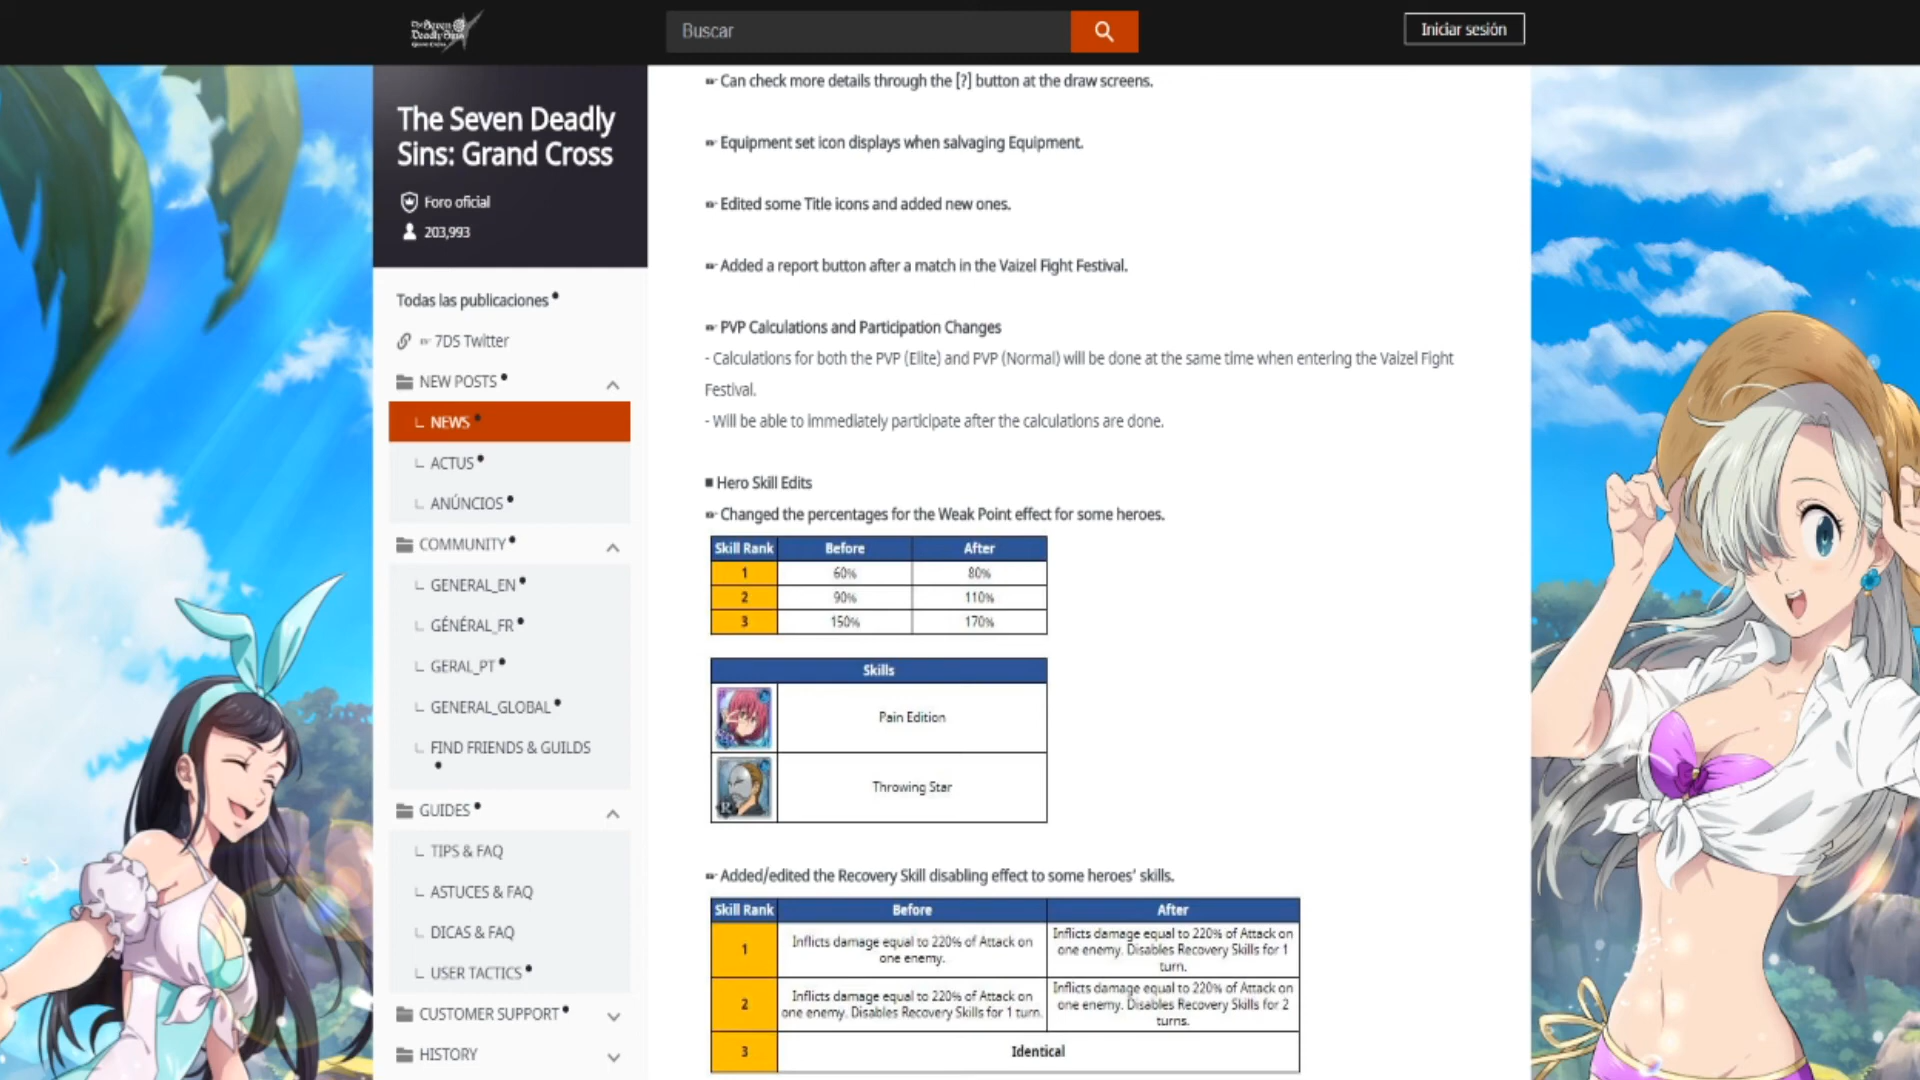 The Seven
Deadly Sins
Grand Cross
Buscar
Iniciar sesión
The Seven Deadly
Sins: Grand Cross
Foro oficial
203,993
Todas las publicaciones
7DS Twitter
NEW POSTS
NEWS
ACTUS
ANÚNCIOS
COMMUNITY
GENERAL_EN
GÉNÉRAL_FR
GERAL_PT
GENERAL_GLOBAL
FIND FRIENDS & GUILDS
GUIDES
TIPS & FAQ
ASTUCES & FAQ
DICAS & FAQ
USER TACTICS
CUSTOMER SUPPORT
HISTORY
☞ Can check more details through the [?] button at the draw screens.
☞ Equipment set icon displays when salvaging Equipment.
☞ Edited some Title icons and added new ones.
☞ Added a report button after a match in the Vaizel Fight Festival.
☞ PVP Calculations and Participation Changes
- Calculations for both the PVP (Elite) and PVP (Normal) will be done at the same time when entering the Vaizel Fight
Festival.
- Will be able to immediately participate after the calculations are done.
■ Hero Skill Edits
☞ Changed the percentages for the Weak Point effect for some heroes.
Skill Rank Before After
1 60% 80%
2 90% 110%
3 150% 170%
Skills
Pain Edition
R Throwing Star
☞ Added/edited the Recovery Skill disabling effect to some heroes' skills.
Skill Rank Before After
1 Inflicts damage equal to 220% of Attack on one enemy. Inflicts damage equal to 220% of Attack on one enemy. Disables Recovery Skills for 1 turn.
2 Inflicts damage equal to 220% of Attack on one enemy. Disables Recovery Skills for 1 turn. Inflicts damage equal to 220% of Attack on one enemy. Disables Recovery Skills for 2 turns.
3 Identical